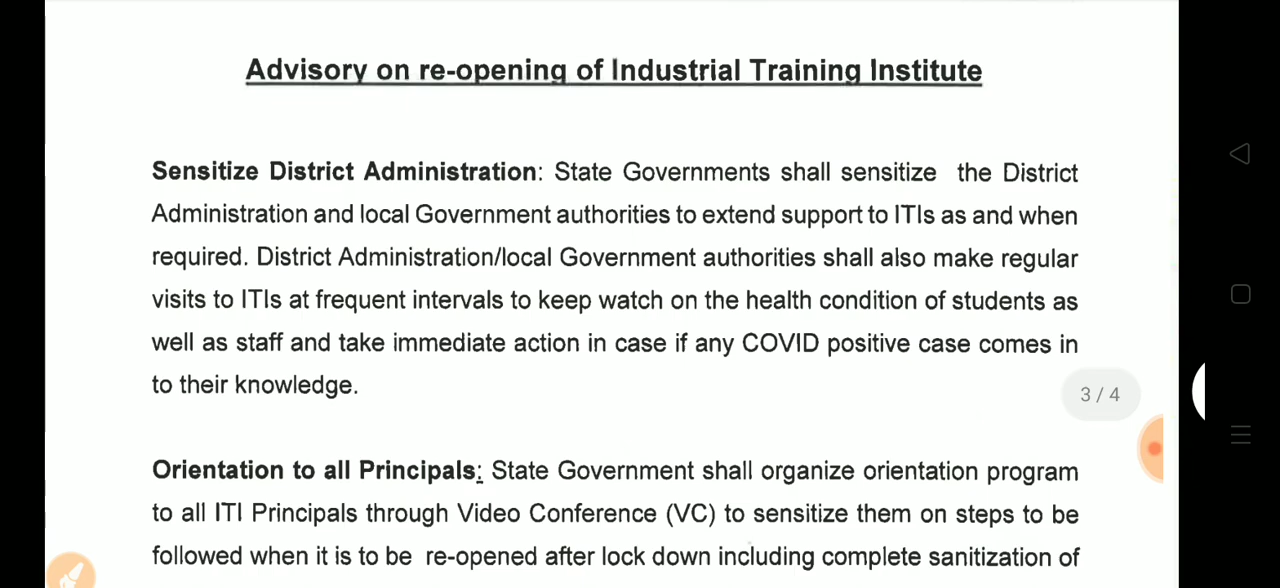 Advisory on re-opening of Industrial Training Institute
Sensitize District Administration: State Governments shall sensitize the District
Administration and local Government authorities to extend support to ITIs as and when
required. District Administration/local Government authorities shall also make regular
visits to ITIs at frequent intervals to keep watch on the health condition of students as
well as staff and take immediate action in case if any COVID positive case comes in
to their knowledge.
3 / 4
Orientation to all Principals: State Government shall organize orientation program
to all ITI Principals through Video Conference (VC) to sensitize them on steps to be
followed when it is to be re-opened after lock down including complete sanitization of